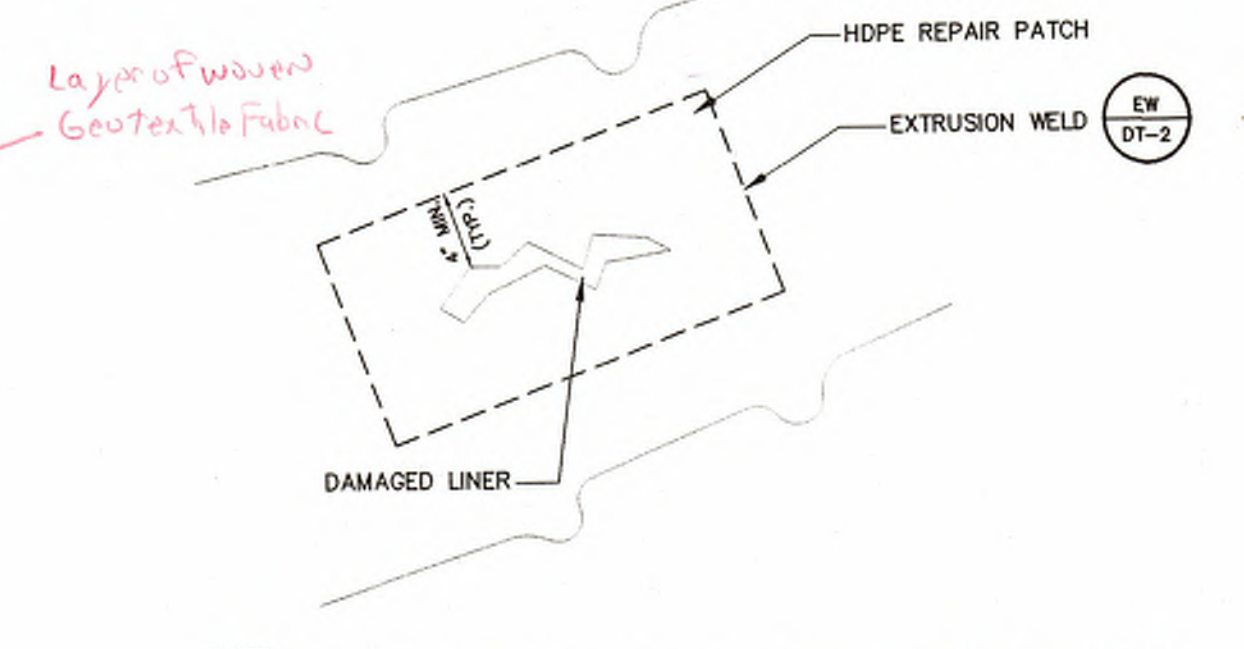 HDPE REPAIR PATCH
Layer of woven
Geotextile Fabric
EXTRUSION WELD
EW
DT-2
4" MIN.
(TYP.)
DAMAGED LINER